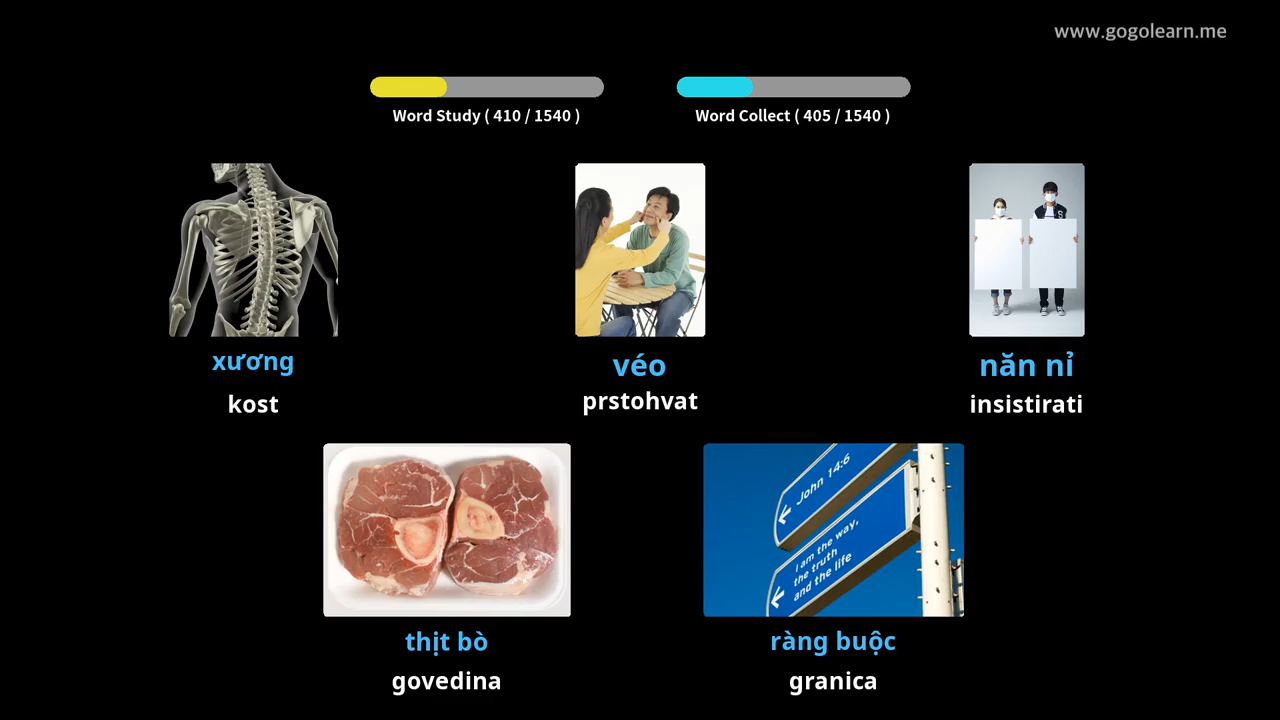 www.gogolearn.me
Word Study ( 410 / 1540 )
Word Collect ( 405 / 1540 )
xương
kost
véo
prstohvat
năn nỉ
insistirati
S
John 14:6
I am the way,
the truth
and the life
thịt bò
govedina
ràng buộc
granica